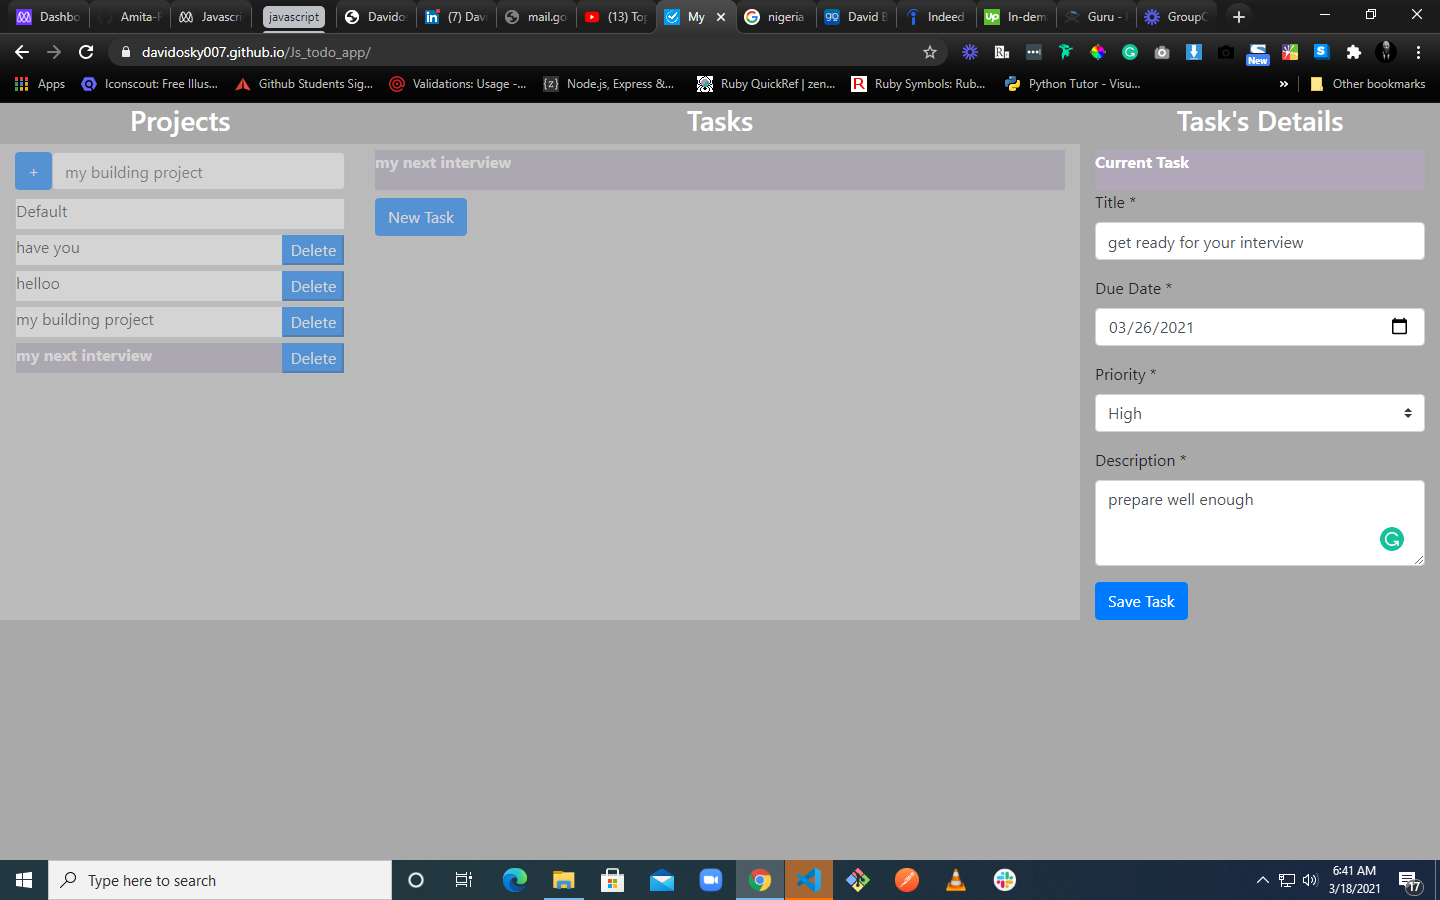 Dashbo
Amita-F
Javascri
javascript
Davido
(7) Davi
mail.go
(13) Top
My
nigeria
David B
Indeed
In-dem
Guru -
GroupC
davidosky007.github.io/Js_todo_app/
New
Apps
Iconscout: Free Illus...
Github Students Sig...
Validations: Usage -...
Node.js, Express &...
Ruby QuickRef | zen...
Ruby Symbols: Rub...
Python Tutor - Visu...
»
Other bookmarks
Projects
Tasks
Task's Details
+
my building project
Default
have you
Delete
helloo
Delete
my building project
Delete
my next interview
Delete
my next interview
New Task
Current Task
Title *
get ready for your interview
Due Date *
03/26/2021
Priority *
High
Description *
prepare well enough
Save Task
Type here to search
6:41 AM
3/18/2021
17